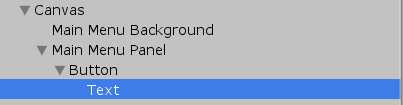 Canvas
Main Menu Background
Main Menu Panel
Button
Text